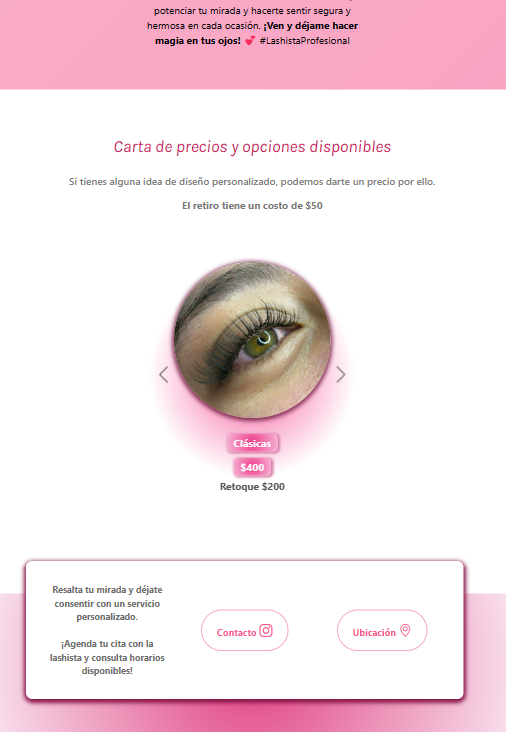 potenciar tu mirada y hacerte sentir segura y
hermosa en cada ocasión. ¡Ven y déjame hacer
magia en tus ojos! 💕 #LashistaProfesional
Carta de precios y opciones disponibles
Si tienes alguna idea de diseño personalizado, podemos darte un precio por ello.
El retiro tiene un costo de $50
Clásicas
$400
Retoque $200
Resalta tu mirada y déjate
consentir con un servicio
personalizado.
¡Agenda tu cita con la
lashista y consulta horarios
disponibles!
Contacto
Ubicación